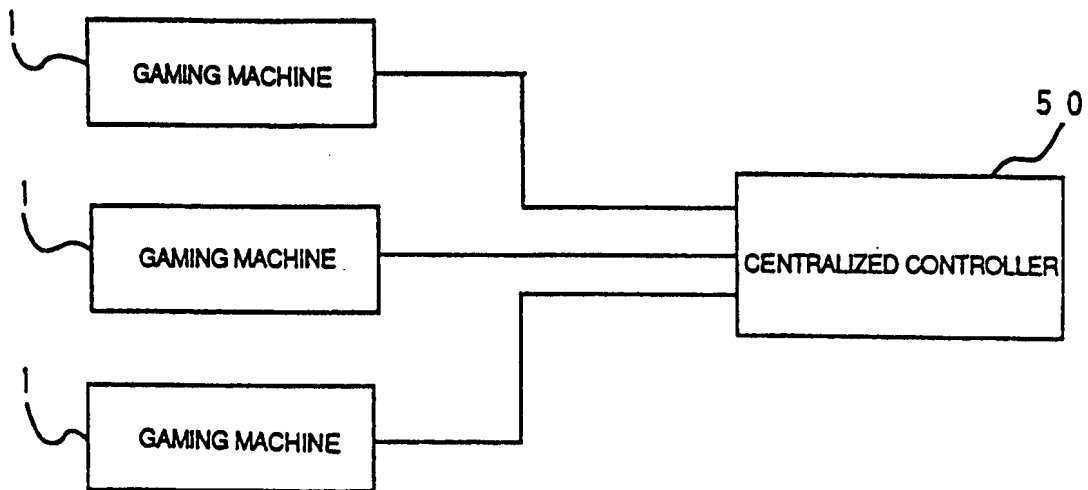 1
GAMING MACHINE
5 0
1
GAMING MACHINE
CENTRALIZED CONTROLLER
1
GAMING MACHINE